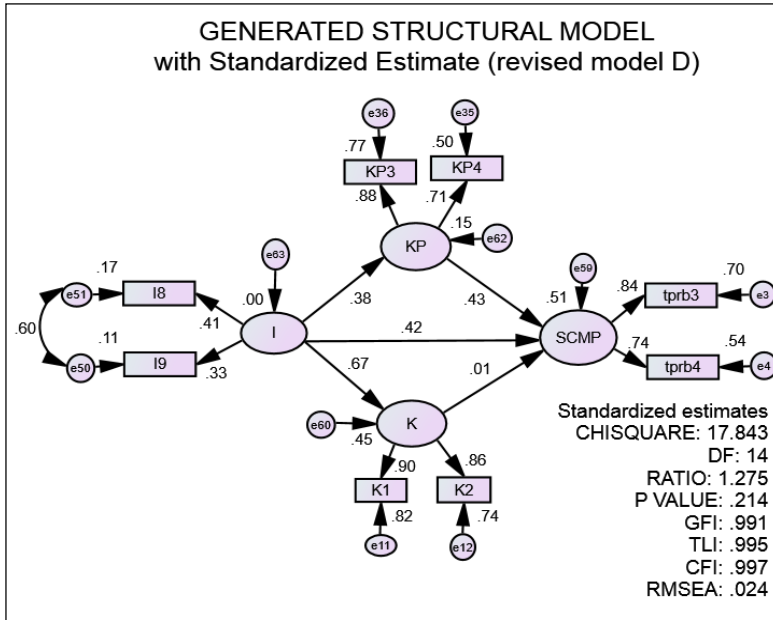 GENERATED STRUCTURAL MODEL
with Standardized Estimate (revised model D)
e36
e35
.77
.50
KP3
KP4
.88
.71
.15
KP
e62
e63
e59
.17
.00
.38
.43
.51
.84
.70
e51
I8
tprb3
e3
.41
.42
.60
I
SCMP
.11
.67
.01
.74
.54
e50
I9
.33
tprb4
e4
K
e60
.45
.90
.86
K1
K2
.82
.74
e11
e12
Standardized estimates
CHISQUARE: 17.843
DF: 14
RATIO: 1.275
P VALUE: .214
GFI: .991
TLI: .995
CFI: .997
RMSEA: .024